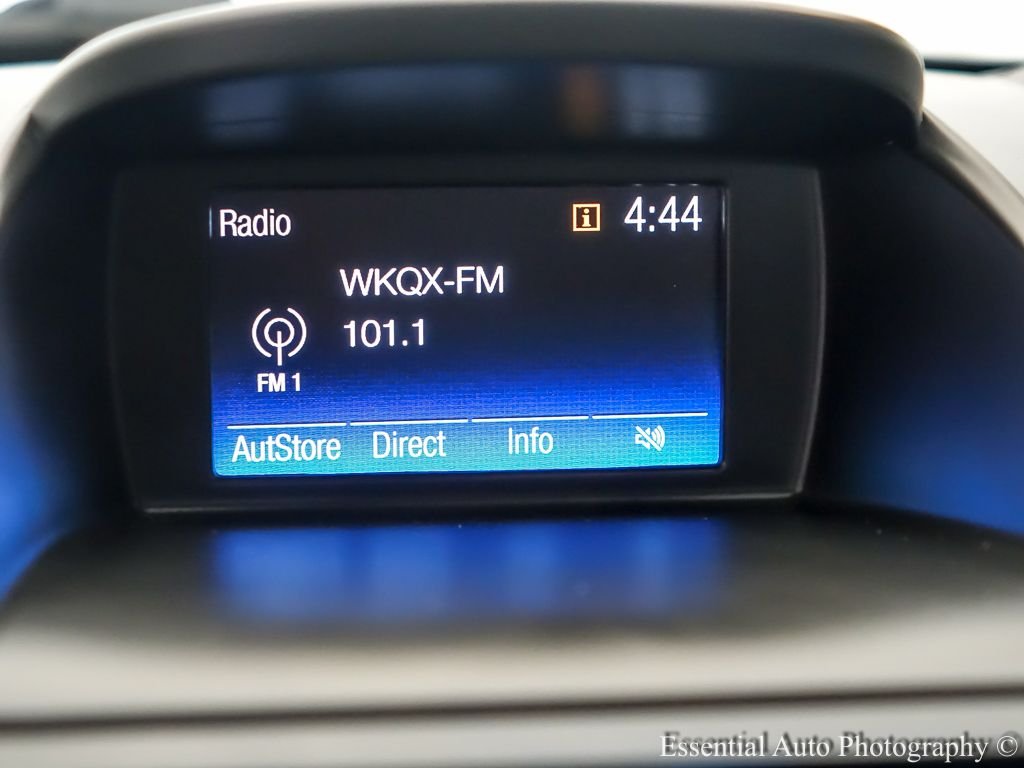 Radio i 4:44
WKQX-FM
101.1
FM 1
AutStore Direct Info
Essential Auto Photography ©